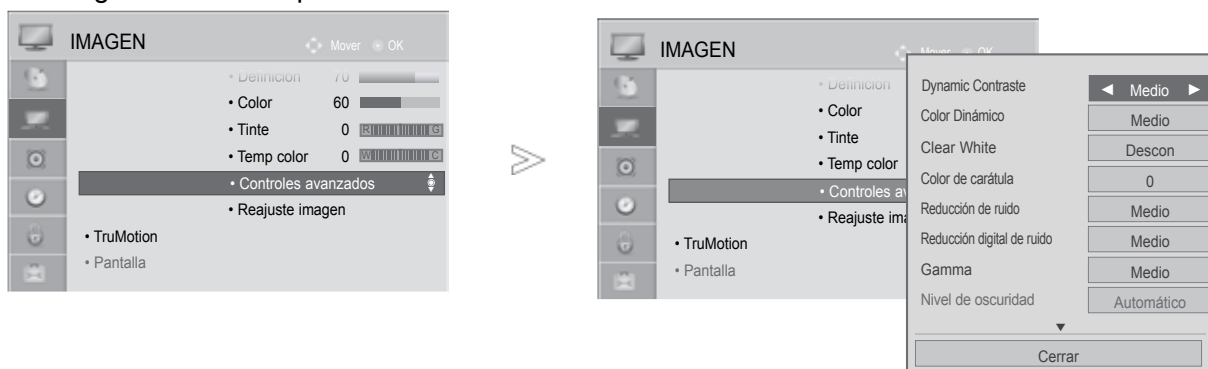 IMAGEN
Mover OK
• Definición 70
• Color 60
• Tinte 0 R G
• Temp color 0 W G
• Controles avanzados
• Reajuste imagen
• TruMotion
• Pantalla
IMAGEN
Mover OK
• Definición
• Color
• Tinte
• Temp color
• Controles av
• Reajuste ima
• TruMotion
• Pantalla
Dynamic Contraste ◄ Medio ►
Color Dinámico Medio
Clear White Descon
Color de carátula 0
Reducción de ruido Medio
Reducción digital de ruido Medio
Gamma Medio
Nivel de oscuridad Automático
▼
Cerrar